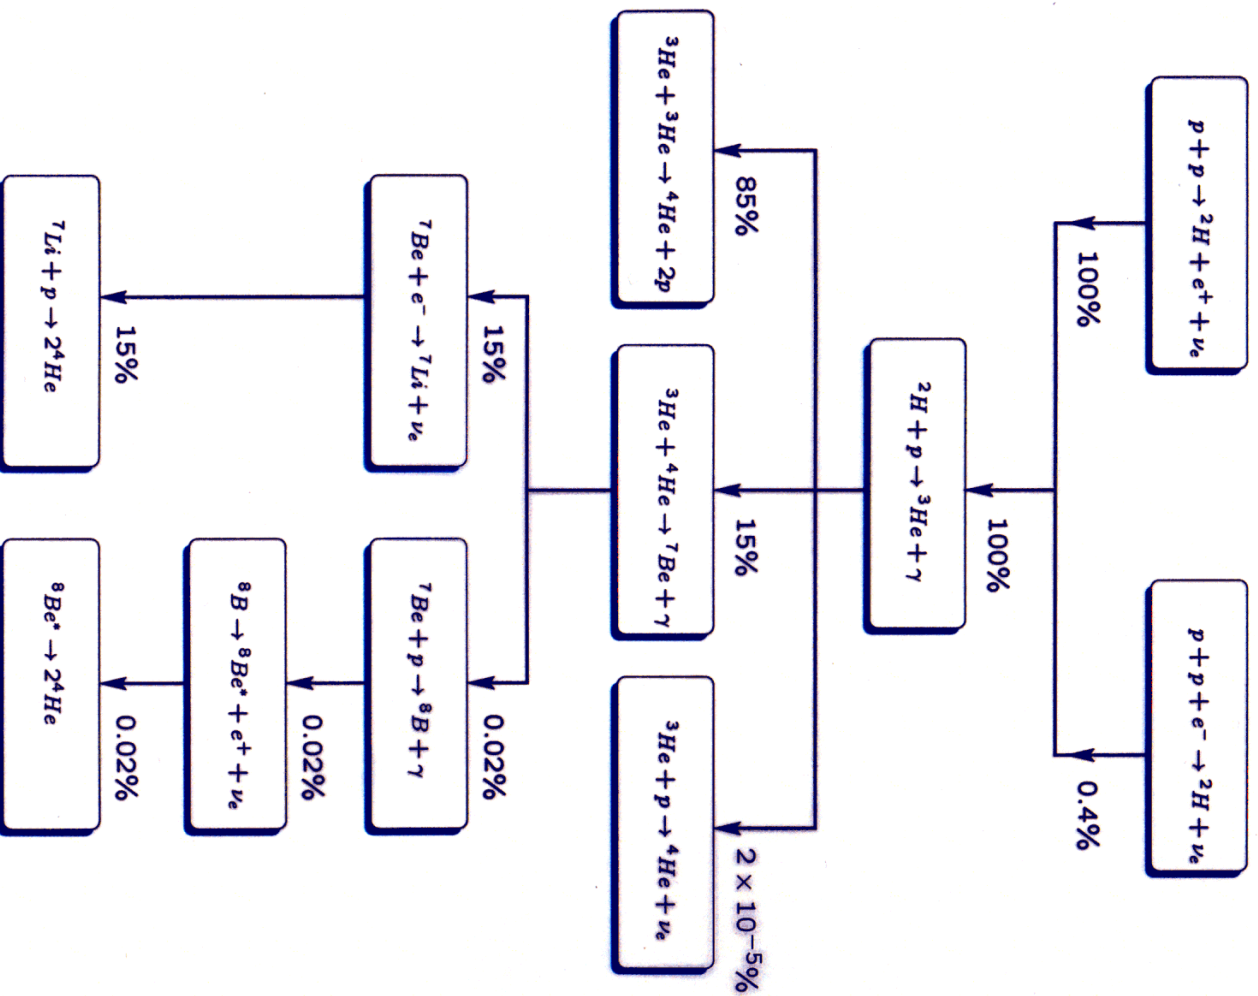 p + p → ²H + e⁺ + νₑ
p + p + e⁻ → ²H + νₑ
100%
0.4%
100%
²H + p → ³He + γ
85%
15%
2 × 10⁻⁵%
³He + ³He → ⁴He + 2p
³He + ⁴He → ⁷Be + γ
³He + p → ⁴He + νₑ
15%
0.02%
⁷Be + e⁻ → ⁷Li + νₑ
⁷Be + p → ⁸B + γ
0.02%
⁸B → ⁸Be* + e⁺ + νₑ
15%
0.02%
⁷Li + p → 2⁴He
⁸Be* → 2⁴He